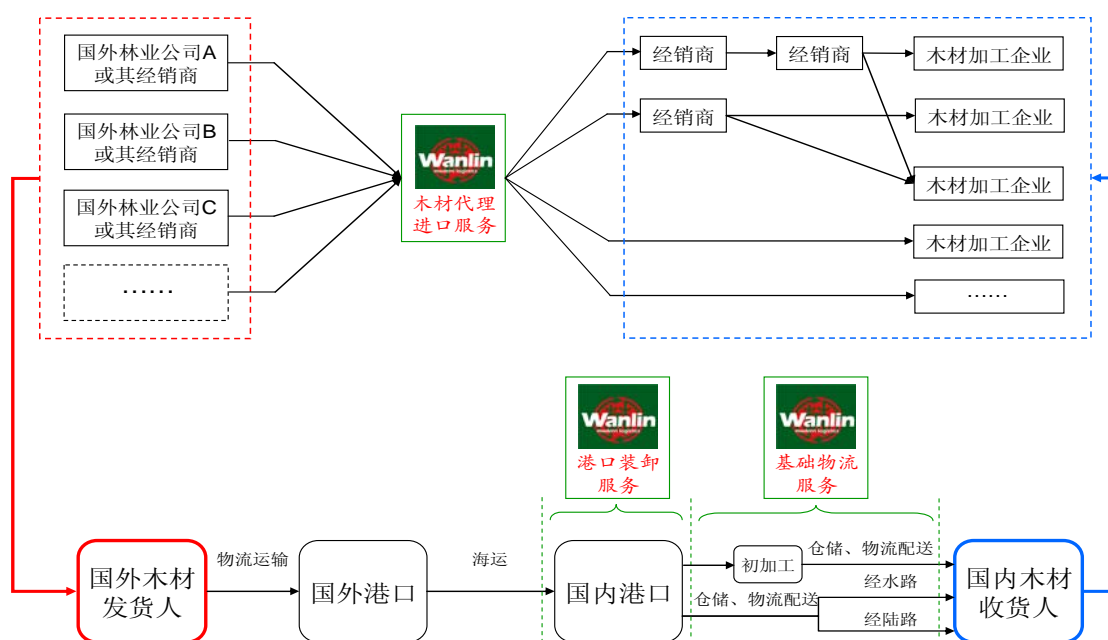 国外林业公司A
或其经销商
国外林业公司B
或其经销商
国外林业公司C
或其经销商
……
Wanlin
木材代理
进口服务
经销商
经销商
木材加工企业
经销商
木材加工企业
木材加工企业
木材加工企业
……
Wanlin
港口装卸
服务
Wanlin
基础物流
服务
国外木材
发货人
物流运输
国外港口
海运
国内港口
初加工
仓储、物流配送
仓储、物流配送
经水路
经陆路
国内木材
收货人